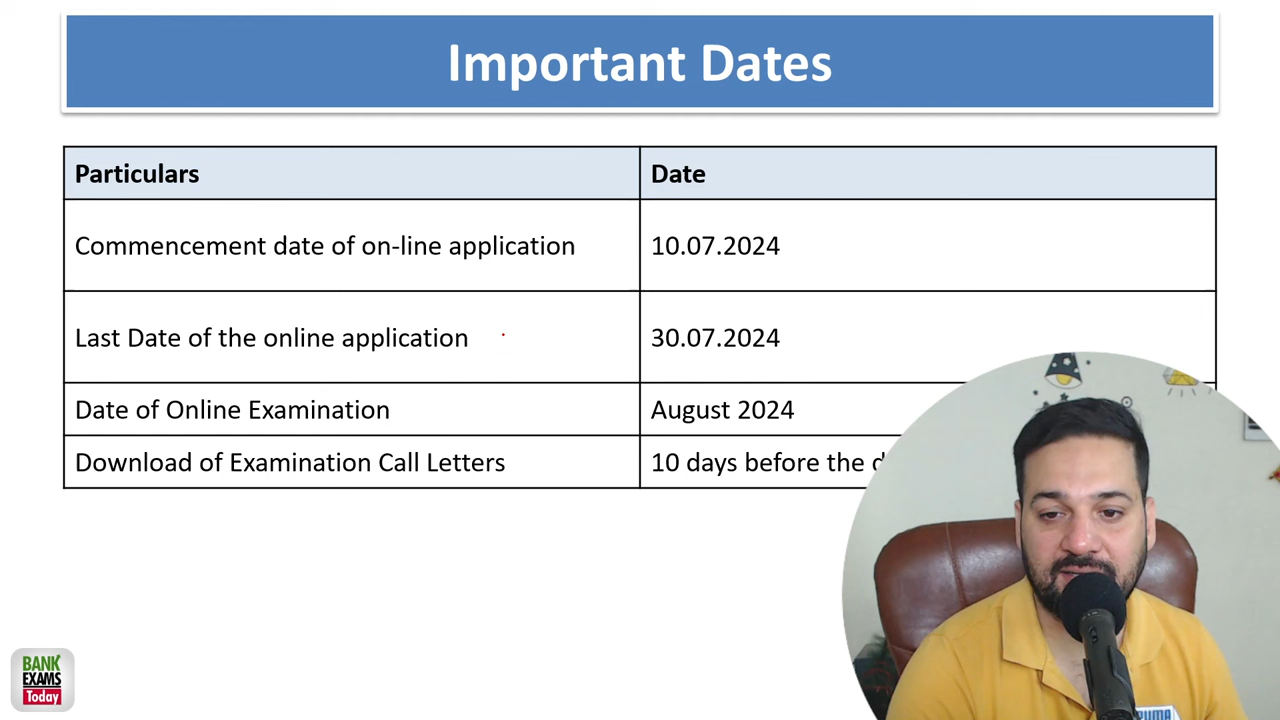 Important Dates
Particulars Date
Commencement date of on-line application 10.07.2024
Last Date of the online application 30.07.2024
Date of Online Examination August 2024
Download of Examination Call Letters 10 days before the
BANK
EXAMS
Today
PUMA